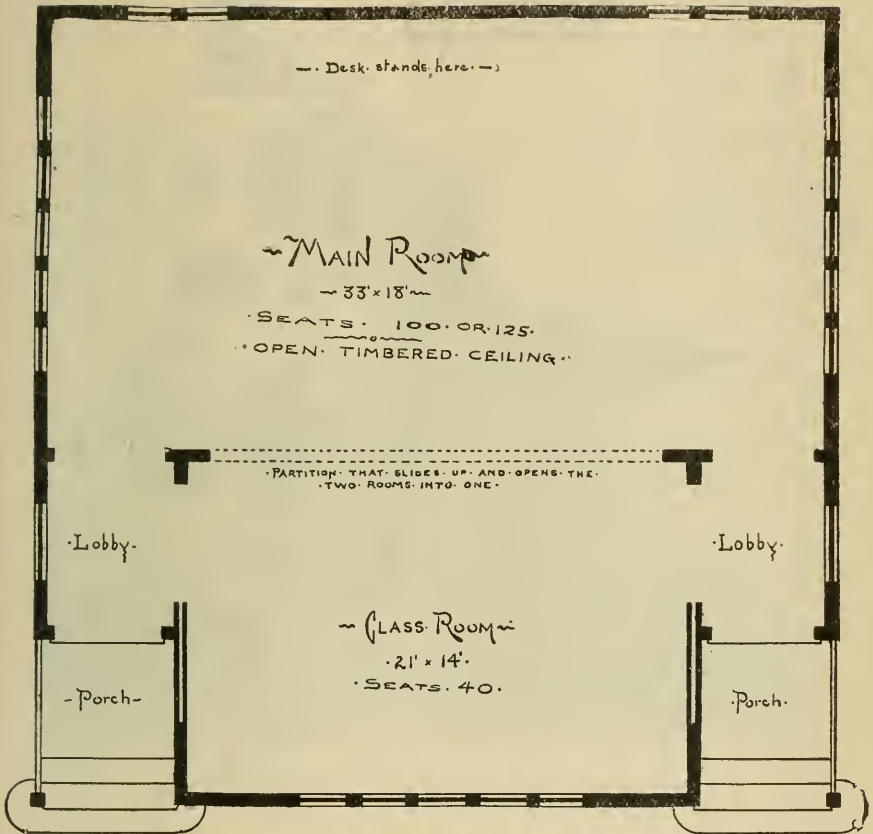 Desk stands here.
MAIN ROOM
33' x 18'
SEATS. 100. OR. 125.
OPEN. TIMBERED. CEILING.
PARTITION. THAT. SLIDES. UP. AND. OPENS. THE.
TWO. ROOMS. INTO. ONE.
Lobby
Lobby
CLASS. ROOM
21' x 14'
SEATS. 40.
Porch
Porch